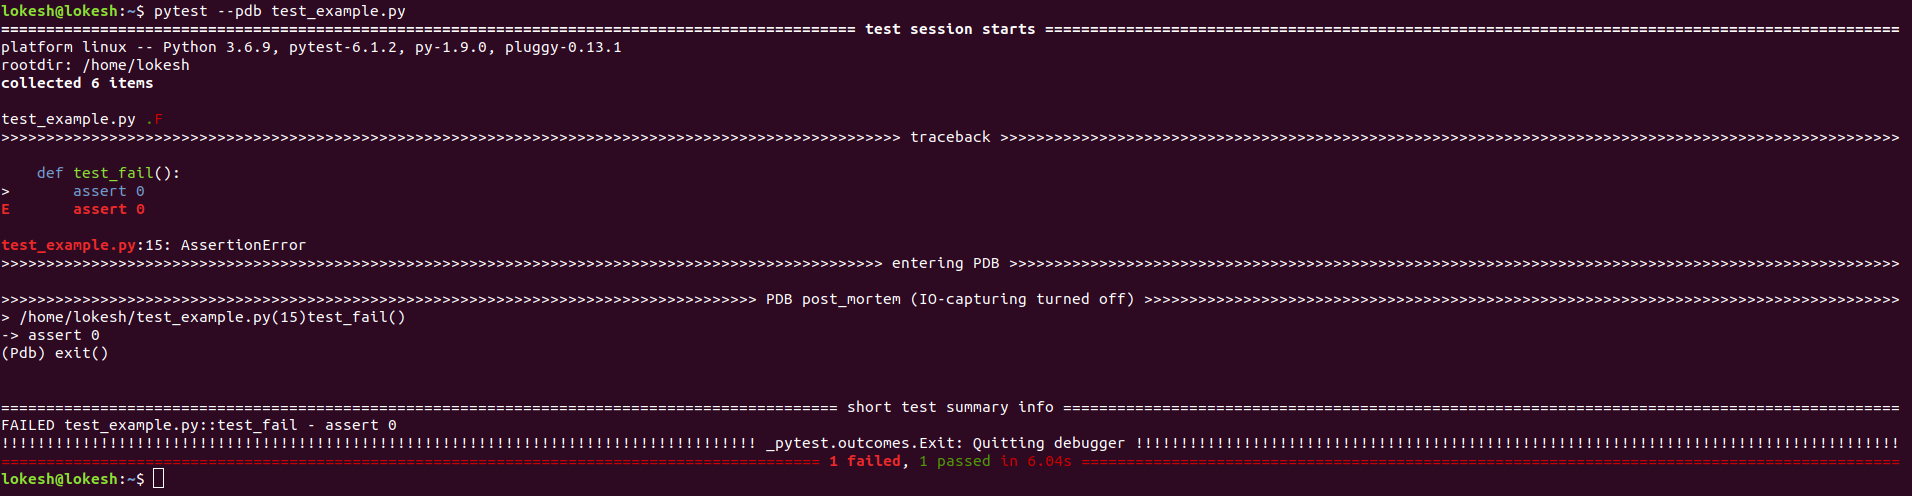 lokesh@lokesh:~$ pytest --pdb test_example.py
=============================================================================================== test session starts ===============================================================================================
platform linux -- Python 3.6.9, pytest-6.1.2, py-1.9.0, pluggy-0.13.1
rootdir: /home/lokesh
collected 6 items

test_example.py .F
>>>>>>>>>>>>>>>>>>>>>>>>>>>>>>>>>>>>>>>>>>>>>>>>>>>>>>>>>>>>>>>>>>>>>>>>>>>>>>>>>>>>>>>>>>>>>>>>>>>> traceback >>>>>>>>>>>>>>>>>>>>>>>>>>>>>>>>>>>>>>>>>>>>>>>>>>>>>>>>>>>>>>>>>>>>>>>>>>>>>>>>>>>>>>>>>>>>>>>>>>>>

    def test_fail():
>       assert 0
E       assert 0

test_example.py:15: AssertionError
>>>>>>>>>>>>>>>>>>>>>>>>>>>>>>>>>>>>>>>>>>>>>>>>>>>>>>>>>>>>>>>>>>>>>>>>>>>>>>>>>>>>>>>>>>>>>>>>>> entering PDB >>>>>>>>>>>>>>>>>>>>>>>>>>>>>>>>>>>>>>>>>>>>>>>>>>>>>>>>>>>>>>>>>>>>>>>>>>>>>>>>>>>>>>>>>>>>>>>>>>>

>>>>>>>>>>>>>>>>>>>>>>>>>>>>>>>>>>>>>>>>>>>>>>>>>>>>>>>>>>>>>>>>>>>>>>>>>>>>>>>>>>>> PDB post_mortem (IO-capturing turned off) >>>>>>>>>>>>>>>>>>>>>>>>>>>>>>>>>>>>>>>>>>>>>>>>>>>>>>>>>>>>>>>>>>>>>>>>>>>>>>>>>>>>
> /home/lokesh/test_example.py(15)test_fail()
-> assert 0
(Pdb) exit()

============================================================================================= short test summary info =============================================================================================
FAILED test_example.py::test_fail - assert 0
!!!!!!!!!!!!!!!!!!!!!!!!!!!!!!!!!!!!!!!!!!!!!!!!!!!!!!!!!!!!!!!!!!!!!!!!!!!!!!!!!!!! _pytest.outcomes.Exit: Quitting debugger !!!!!!!!!!!!!!!!!!!!!!!!!!!!!!!!!!!!!!!!!!!!!!!!!!!!!!!!!!!!!!!!!!!!!!!!!!!!!!!!!!!!!
=========================================================================================== 1 failed, 1 passed in 6.04s ===========================================================================================
lokesh@lokesh:~$